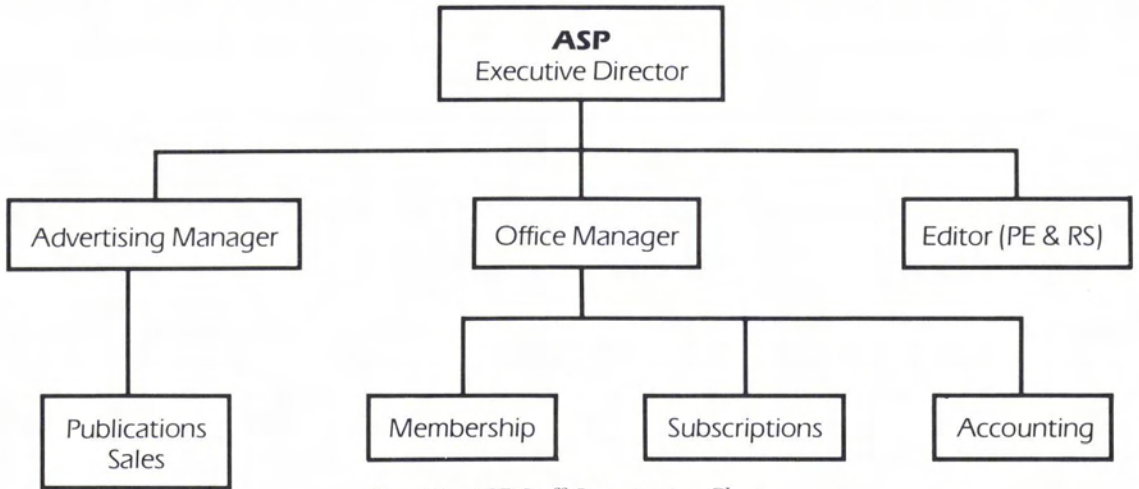 ASP
Executive Director
Advertising Manager
Office Manager
Editor (PE & RS)
Publications
Sales
Membership
Subscriptions
Accounting